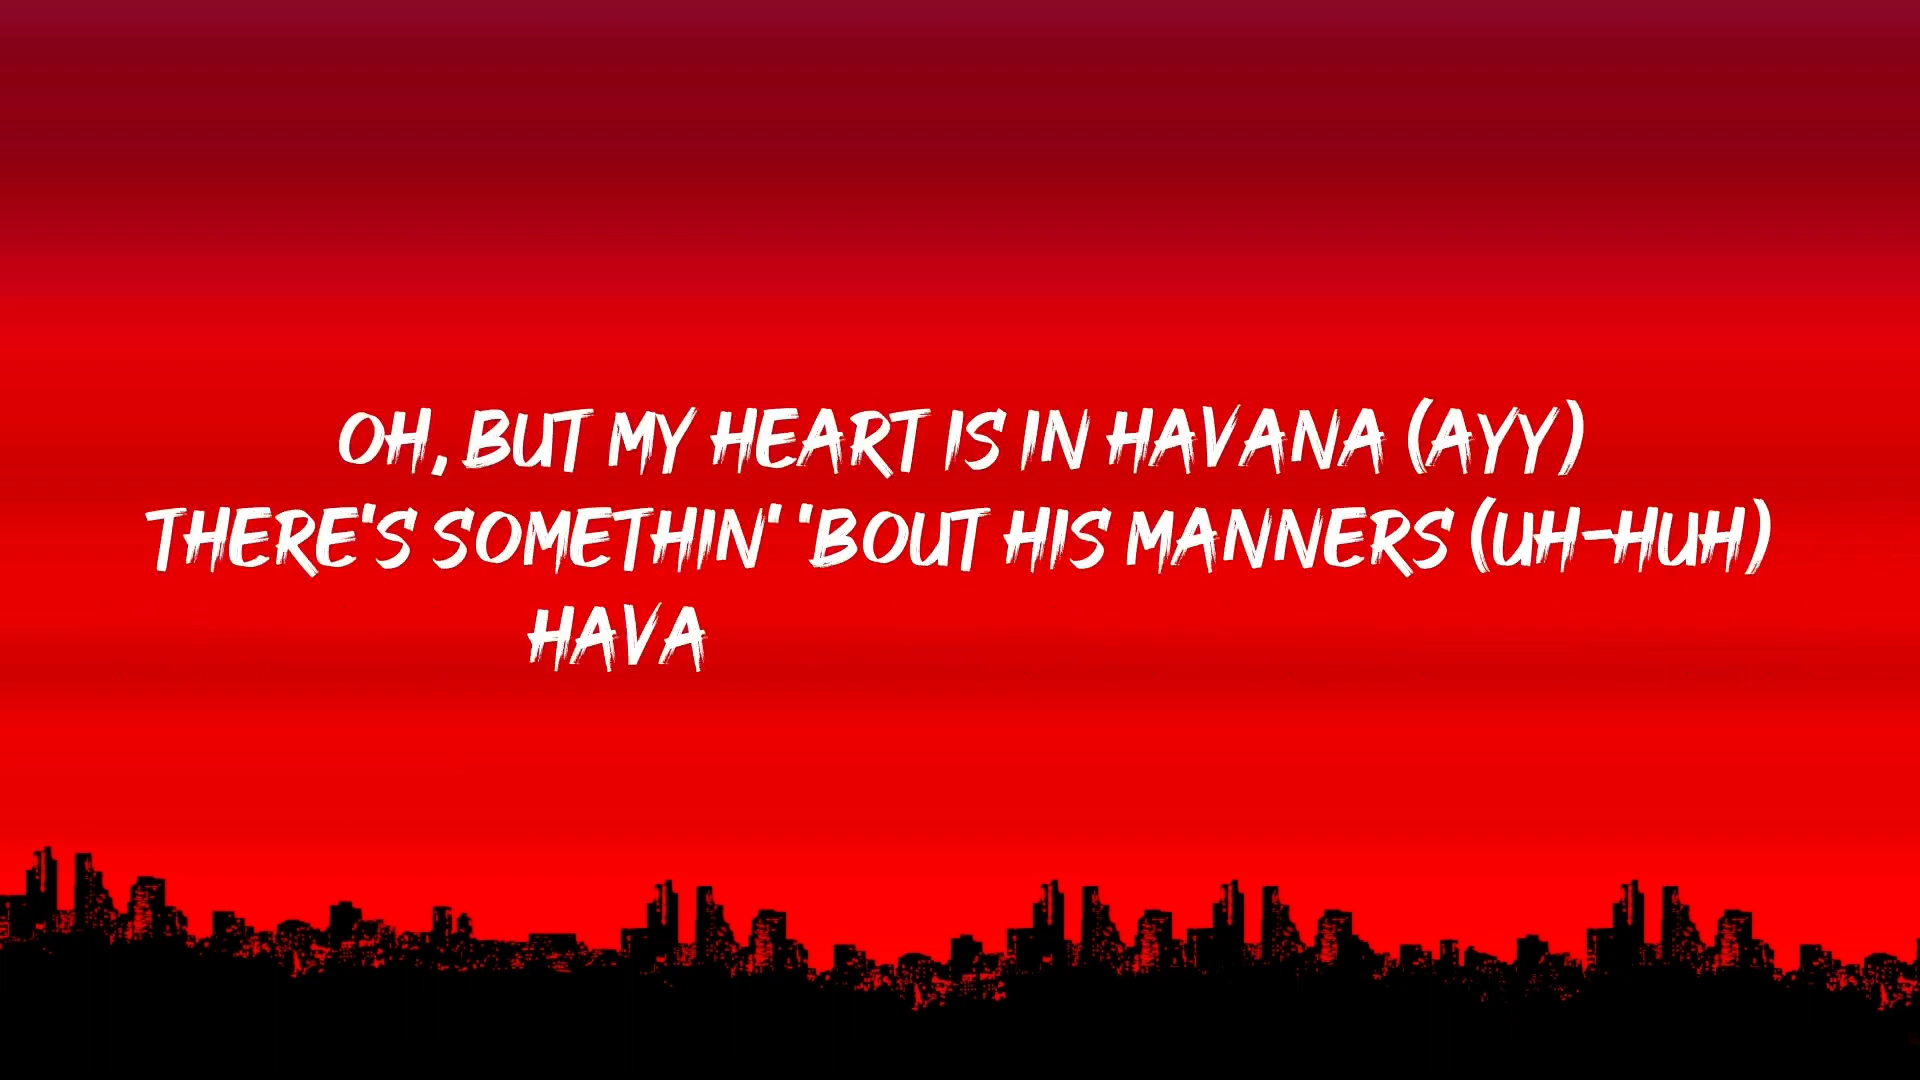 OH, BUT MY HEART IS IN HAVANA (AYY)
THERE'S SOMETHIN' 'BOUT HIS MANNERS (UH-HUH)
HAVA